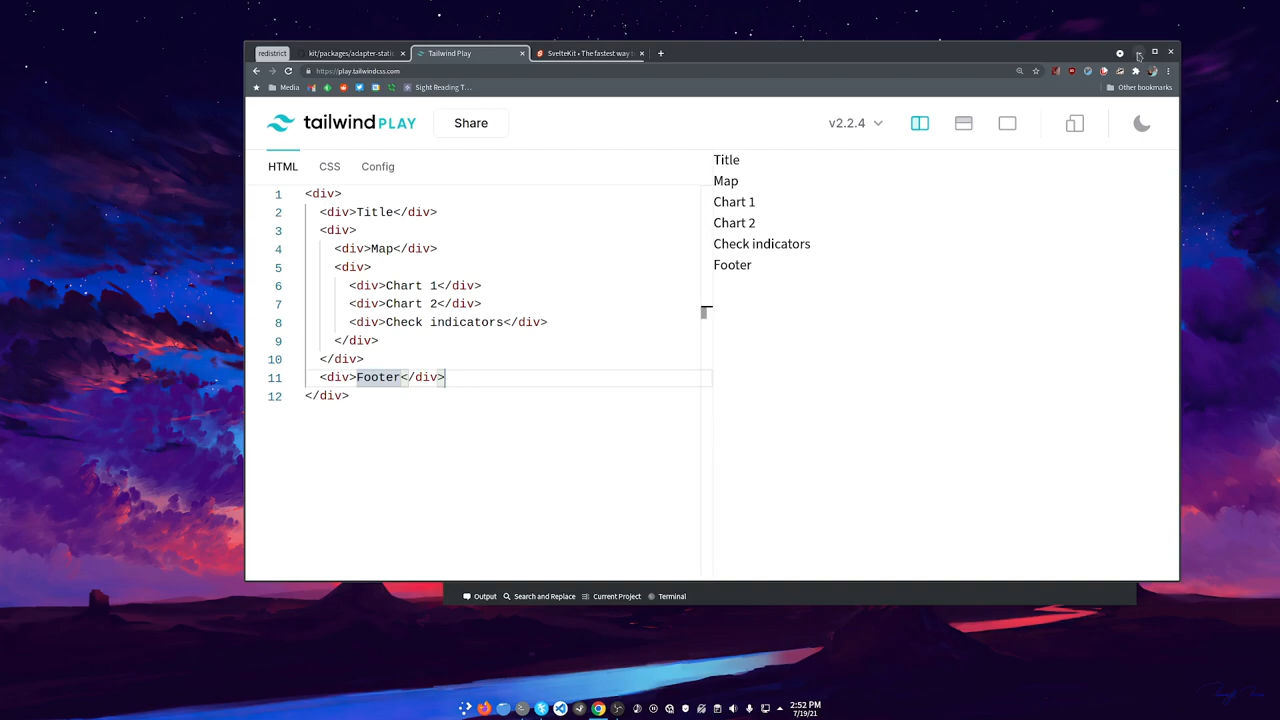 redistrict
kit/packages/adapter-stati
Tailwind Play
SvelteKit • The fastest way t
https://play.tailwindcss.com
Media
Sight Reading T…
Other bookmarks
tailwind PLAY
Share
v2.2.4
HTML
CSS
Config
1 <div>
2 <div>Title</div>
3 <div>
4 <div>Map</div>
5 <div>
6 <div>Chart 1</div>
7 <div>Chart 2</div>
8 <div>Check indicators</div>
9 </div>
10 </div>
11 <div>Footer</div>
12 </div>
Title
Map
Chart 1
Chart 2
Check indicators
Footer
Output
Search and Replace
Current Project
Terminal
2:52 PM
7/19/21